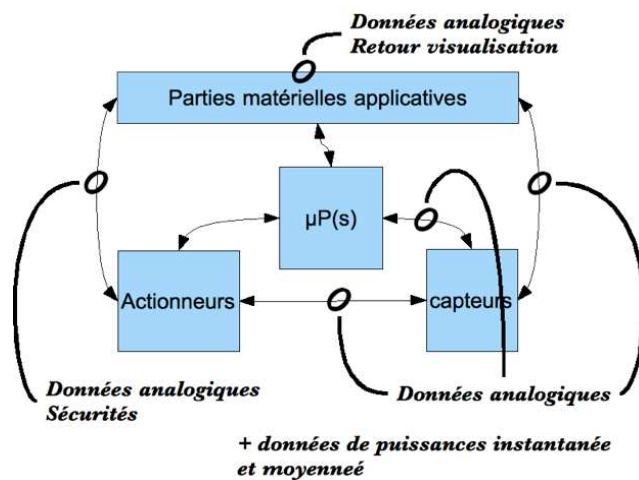 Données analogiques
Retour visualisation
Parties matérielles applicatives
µP(s)
Actionneurs
capteurs
Données analogiques
Sécurités
Données analogiques
+ données de puissances instantanée
et moyenneé